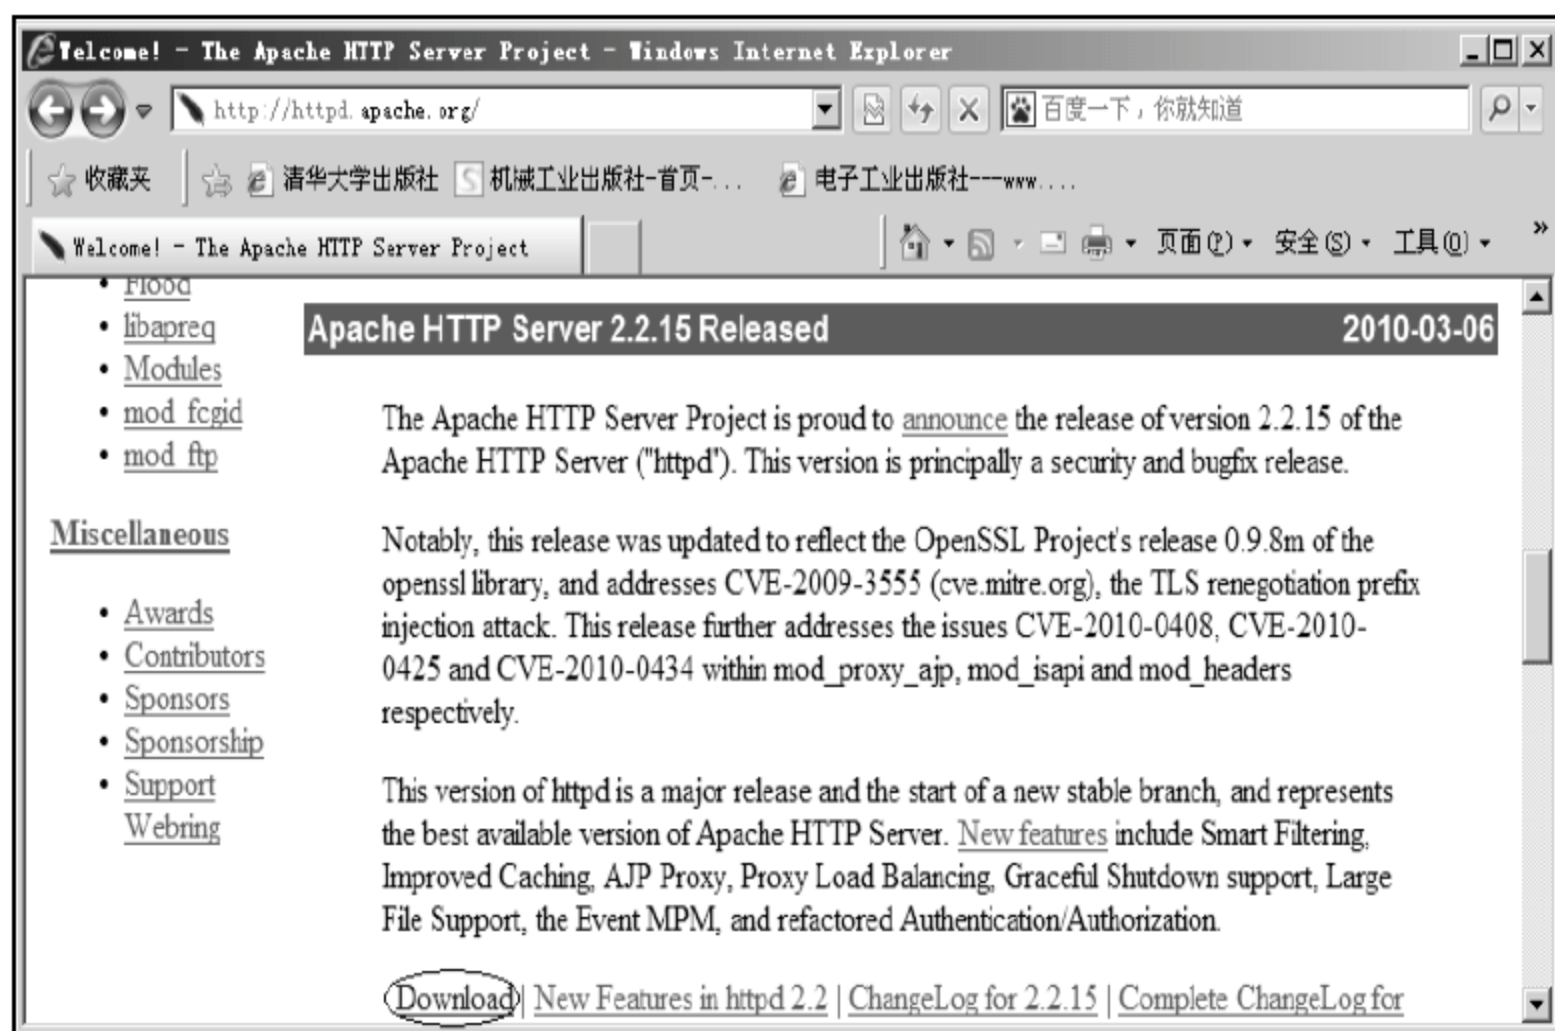 Welcome! - The Apache HTTP Server Project - Windows Internet Explorer
http://httpd.apache.org/
百度一下，你就知道
收藏夹
清华大学出版社
机械工业出版社-首页-...
电子工业出版社---www....
Welcome! - The Apache HTTP Server Project
页面(P)
安全(S)
工具(O)
»
Flood
libapreq
Modules
mod_fcgid
mod_ftp
Miscellaneous
Awards
Contributors
Sponsors
Sponsorship
Support
Webring
Apache HTTP Server 2.2.15 Released 2010-03-06
The Apache HTTP Server Project is proud to announce the release of version 2.2.15 of the
Apache HTTP Server ("httpd"). This version is principally a security and bugfix release.
Notably, this release was updated to reflect the OpenSSL Project's release 0.9.8m of the
openssl library, and addresses CVE-2009-3555 (cve.mitre.org), the TLS renegotiation prefix
injection attack. This release further addresses the issues CVE-2010-0408, CVE-2010-
0425 and CVE-2010-0434 within mod_proxy_ajp, mod_isapi and mod_headers
respectively.
This version of httpd is a major release and the start of a new stable branch, and represents
the best available version of Apache HTTP Server. New features include Smart Filtering,
Improved Caching, AJP Proxy, Proxy Load Balancing, Graceful Shutdown support, Large
File Support, the Event MPM, and refactored Authentication/Authorization.
Download | New Features in httpd 2.2 | ChangeLog for 2.2.15 | Complete ChangeLog for